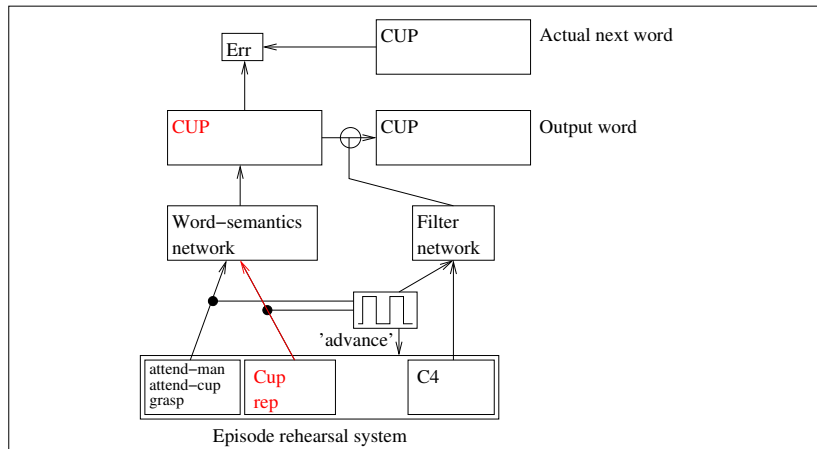 CUP
Actual next word
Err
CUP
CUP
Output word
Word−semantics
network
Filter
network
'advance'
attend−man
attend−cup
grasp
Cup
rep
C4
Episode rehearsal system